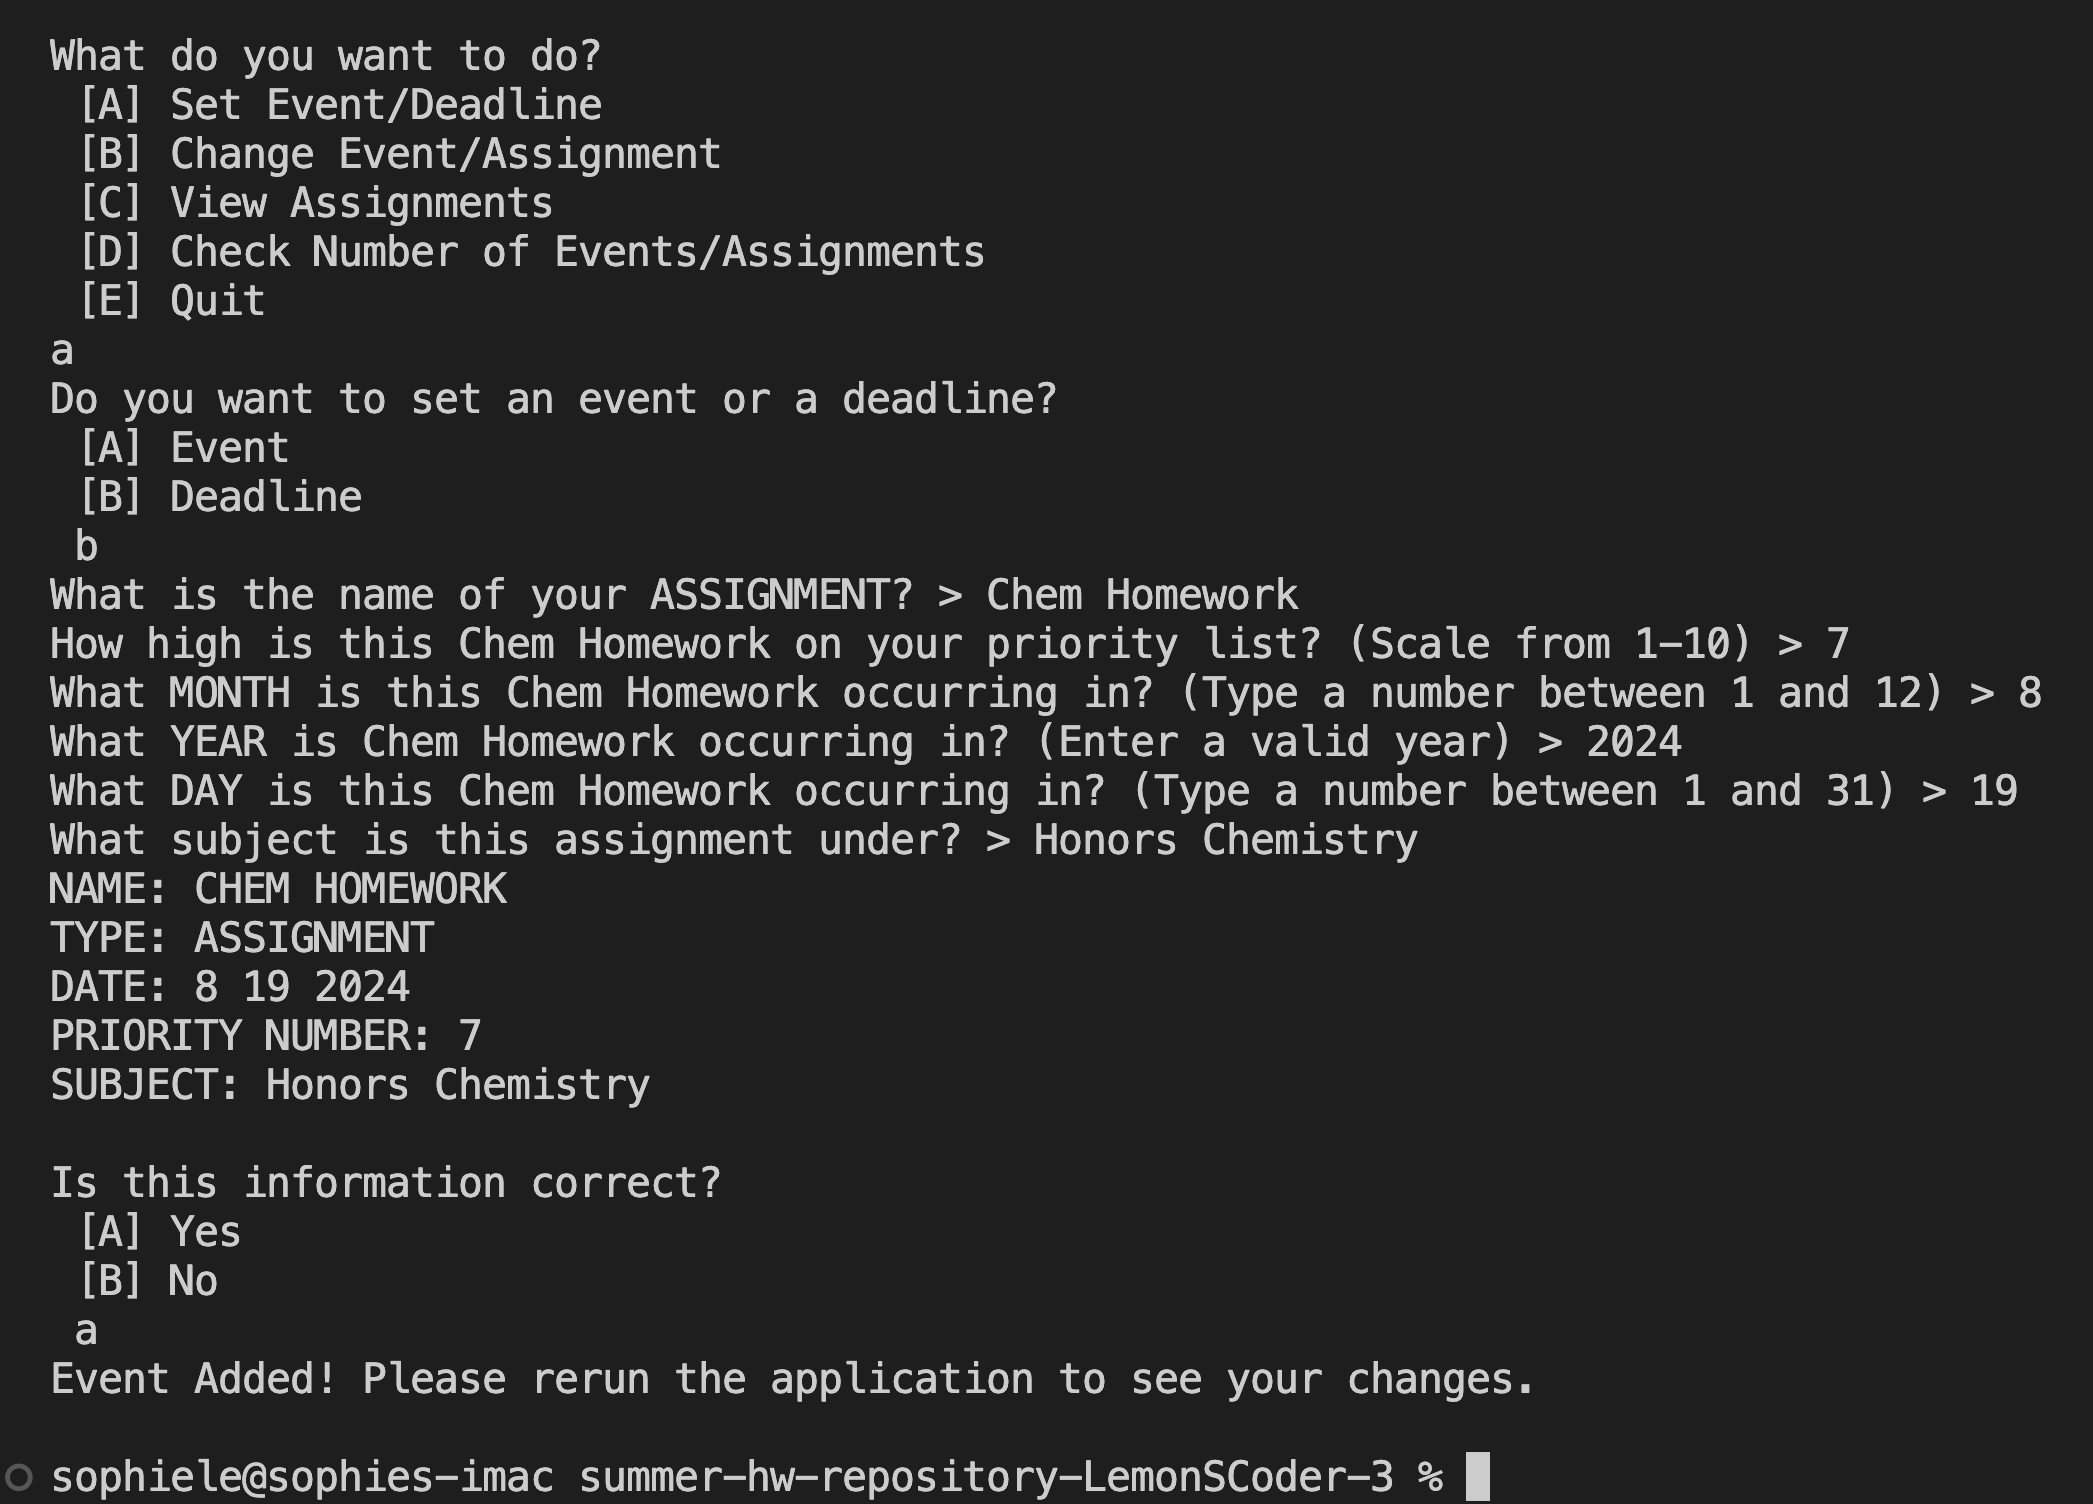 What do you want to do?
[A] Set Event/Deadline
[B] Change Event/Assignment
[C] View Assignments
[D] Check Number of Events/Assignments
[E] Quit
a
Do you want to set an event or a deadline?
[A] Event
[B] Deadline
b
What is the name of your ASSIGNMENT? > Chem Homework
How high is this Chem Homework on your priority list? (Scale from 1-10) > 7
What MONTH is this Chem Homework occurring in? (Type a number between 1 and 12) > 8
What YEAR is Chem Homework occurring in? (Enter a valid year) > 2024
What DAY is this Chem Homework occurring in? (Type a number between 1 and 31) > 19
What subject is this assignment under? > Honors Chemistry
NAME: CHEM HOMEWORK
TYPE: ASSIGNMENT
DATE: 8 19 2024
PRIORITY NUMBER: 7
SUBJECT: Honors Chemistry
Is this information correct?
[A] Yes
[B] No
a
Event Added! Please rerun the application to see your changes.
sophiele@sophies-imac summer-hw-repository-LemonSCoder-3 %